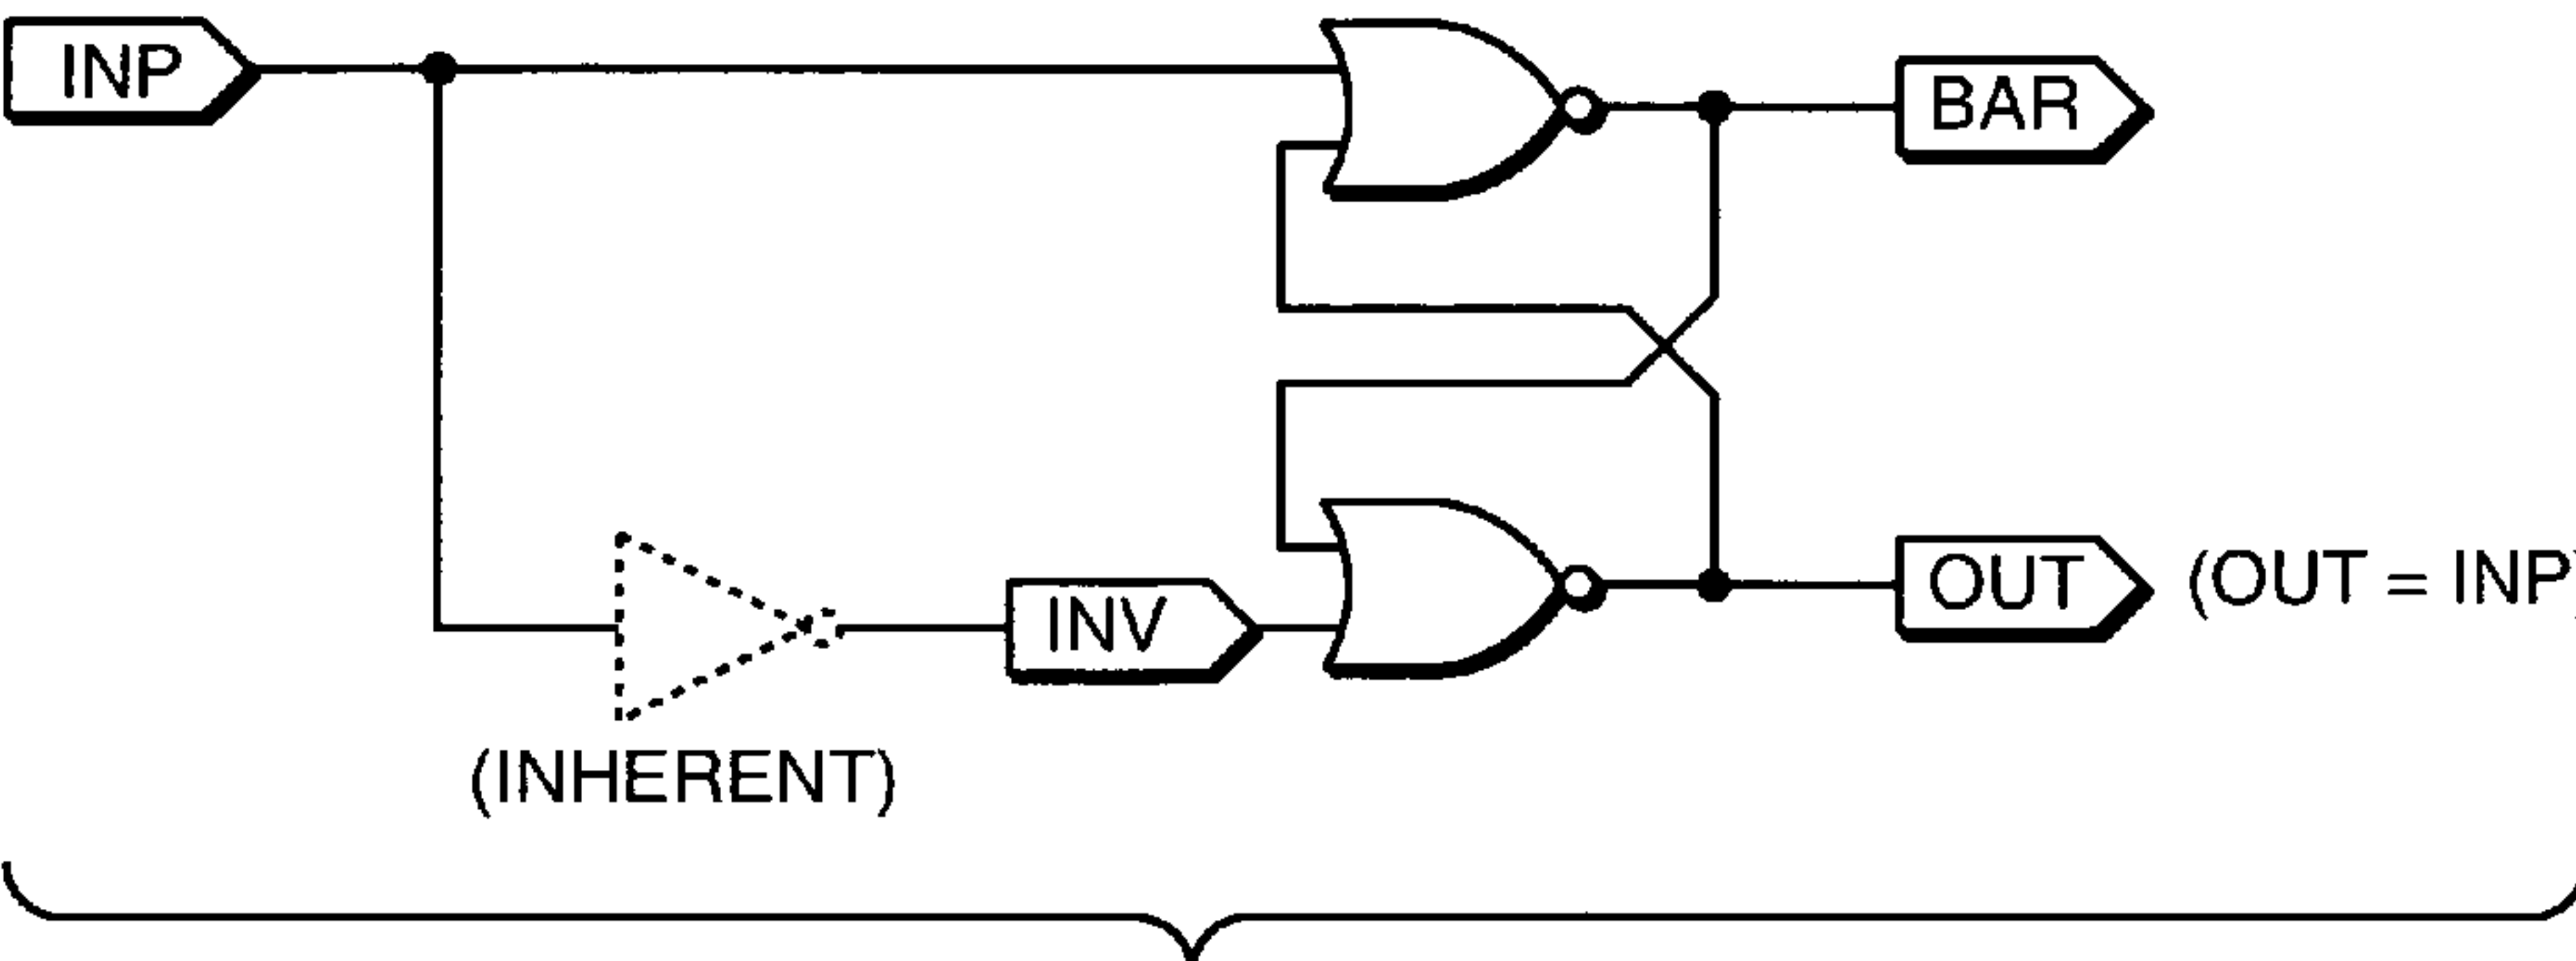 INP
BAR
INV
OUT
(OUT = INP)
(INHERENT)